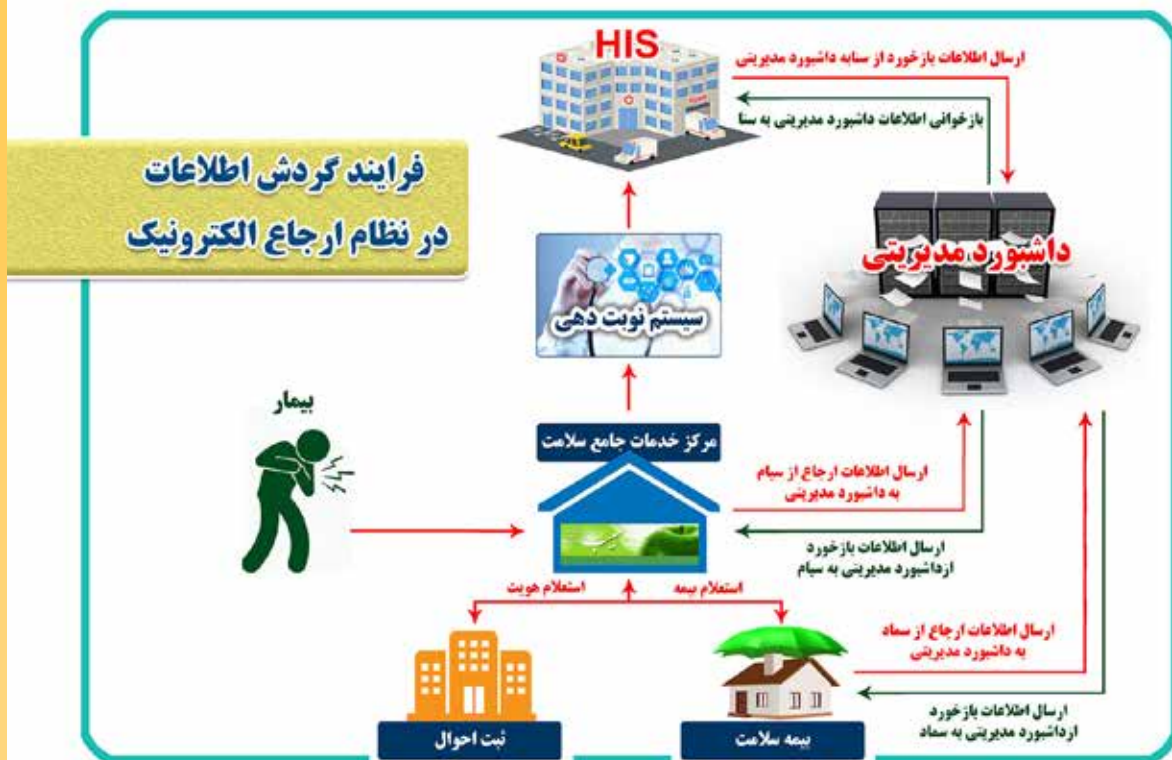 HIS
ارسال اطلاعات بازخورد از سنابه داشبورد مدیریتی
بازخوانی اطلاعات داشبورد مدیریتی به سنا
فرایند گردش اطلاعات
در نظام ارجاع الکترونیک
داشبورد مدیریتی
سیستم نوبت دهی
بیمار
مرکز خدمات جامع سلامت
ارسال اطلاعات ارجاع از سیام
به داشبورد مدیریتی
ارسال اطلاعات بازخورد
ازداشبورد مدیریتی به سیام
استعلام بیمه
استعلام هویت
ارسال اطلاعات ارجاع از سماد
به داشبورد مدیریتی
ارسال اطلاعات بازخورد
ازداشبورد مدیریتی به سماد
بیمه سلامت
ثبت احوال